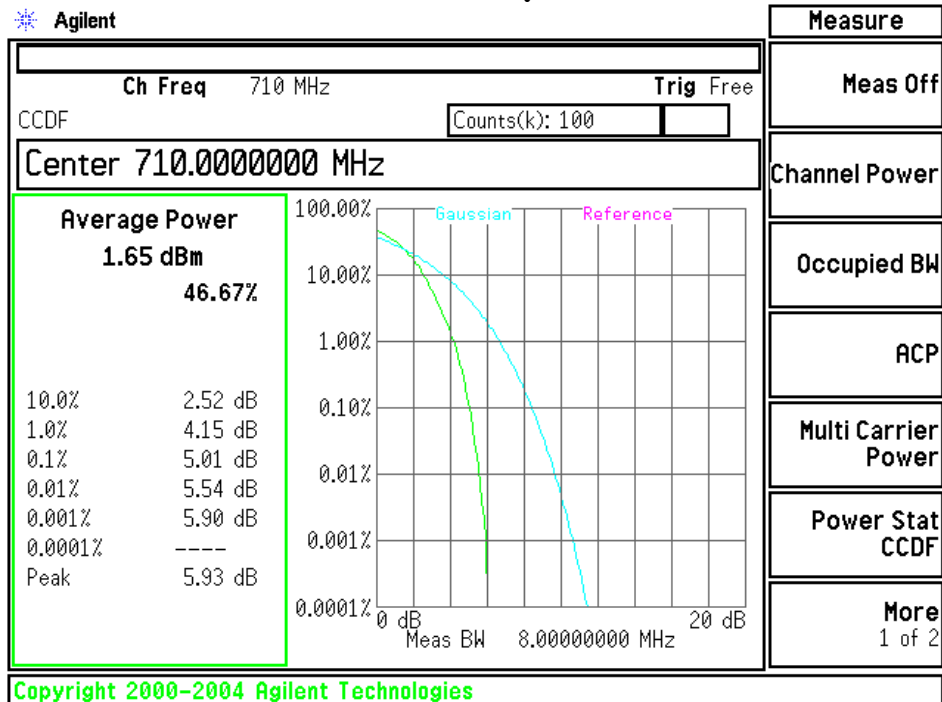 Agilent
Measure
Ch Freq 710 MHz Trig Free
CCDF Counts(k): 100
Center 710.0000000 MHz
Average Power
1.65 dBm
46.67%
10.0% 2.52 dB
1.0% 4.15 dB
0.1% 5.01 dB
0.01% 5.54 dB
0.001% 5.90 dB
0.0001% ----
Peak 5.93 dB
100.00%
Gaussian Reference
10.00%
1.00%
0.10%
0.01%
0.001%
0.0001%
0 dB 20 dB
Meas BW 8.00000000 MHz
Meas Off
Channel Power
Occupied BW
ACP
Multi Carrier
Power
Power Stat
CCDF
More
1 of 2
Copyright 2000-2004 Agilent Technologies